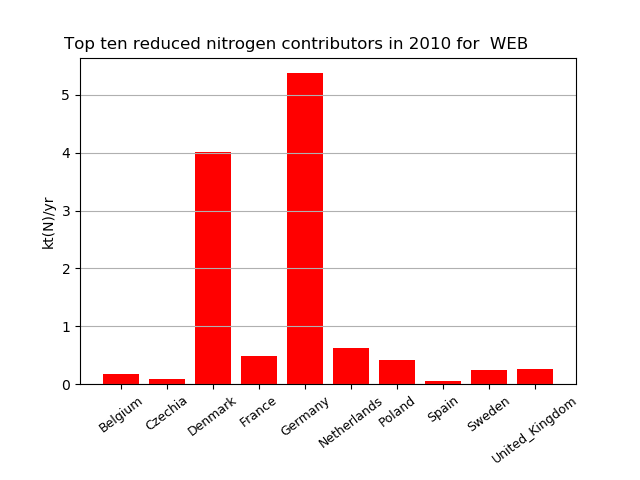 Top ten reduced nitrogen contributors in 2010 for  WEB
kt(N)/yr
5
4
3
2
1
0
Belgium
Czechia
Denmark
France
Germany
Netherlands
Poland
Spain
Sweden
United_Kingdom